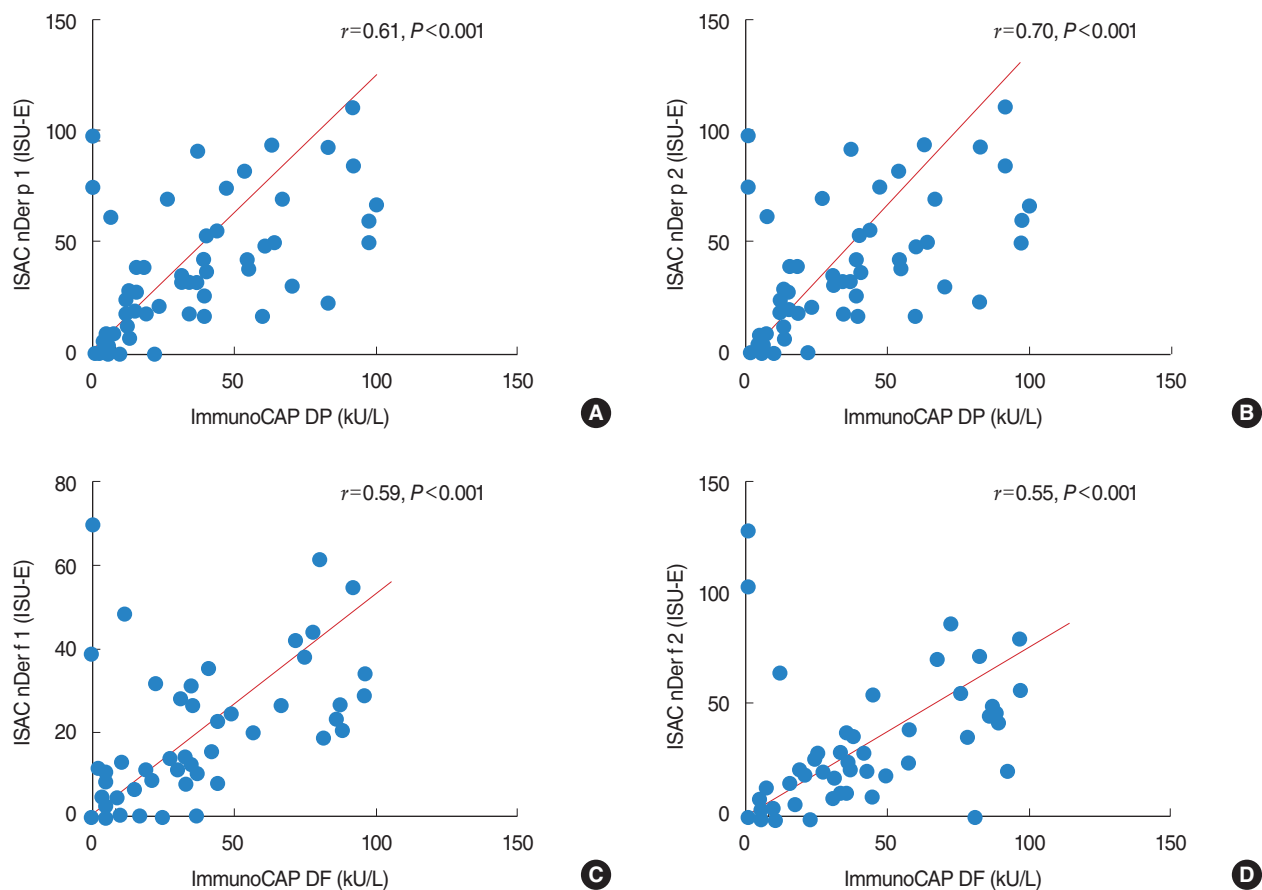 150
100
50
0
ISAC nDer p 1 (ISU-E)
r=0.61, P<0.001
0 50 100 150
ImmunoCAP DP (kU/L)
A
150
100
50
0
ISAC nDer p 2 (ISU-E)
r=0.70, P<0.001
0 50 100 150
ImmunoCAP DP (kU/L)
B
80
60
40
20
0
ISAC nDer f 1 (ISU-E)
r=0.59, P<0.001
0 50 100 150
ImmunoCAP DF (kU/L)
C
150
100
50
0
ISAC nDer f 2 (ISU-E)
r=0.55, P<0.001
0 50 100 150
ImmunoCAP DF (kU/L)
D